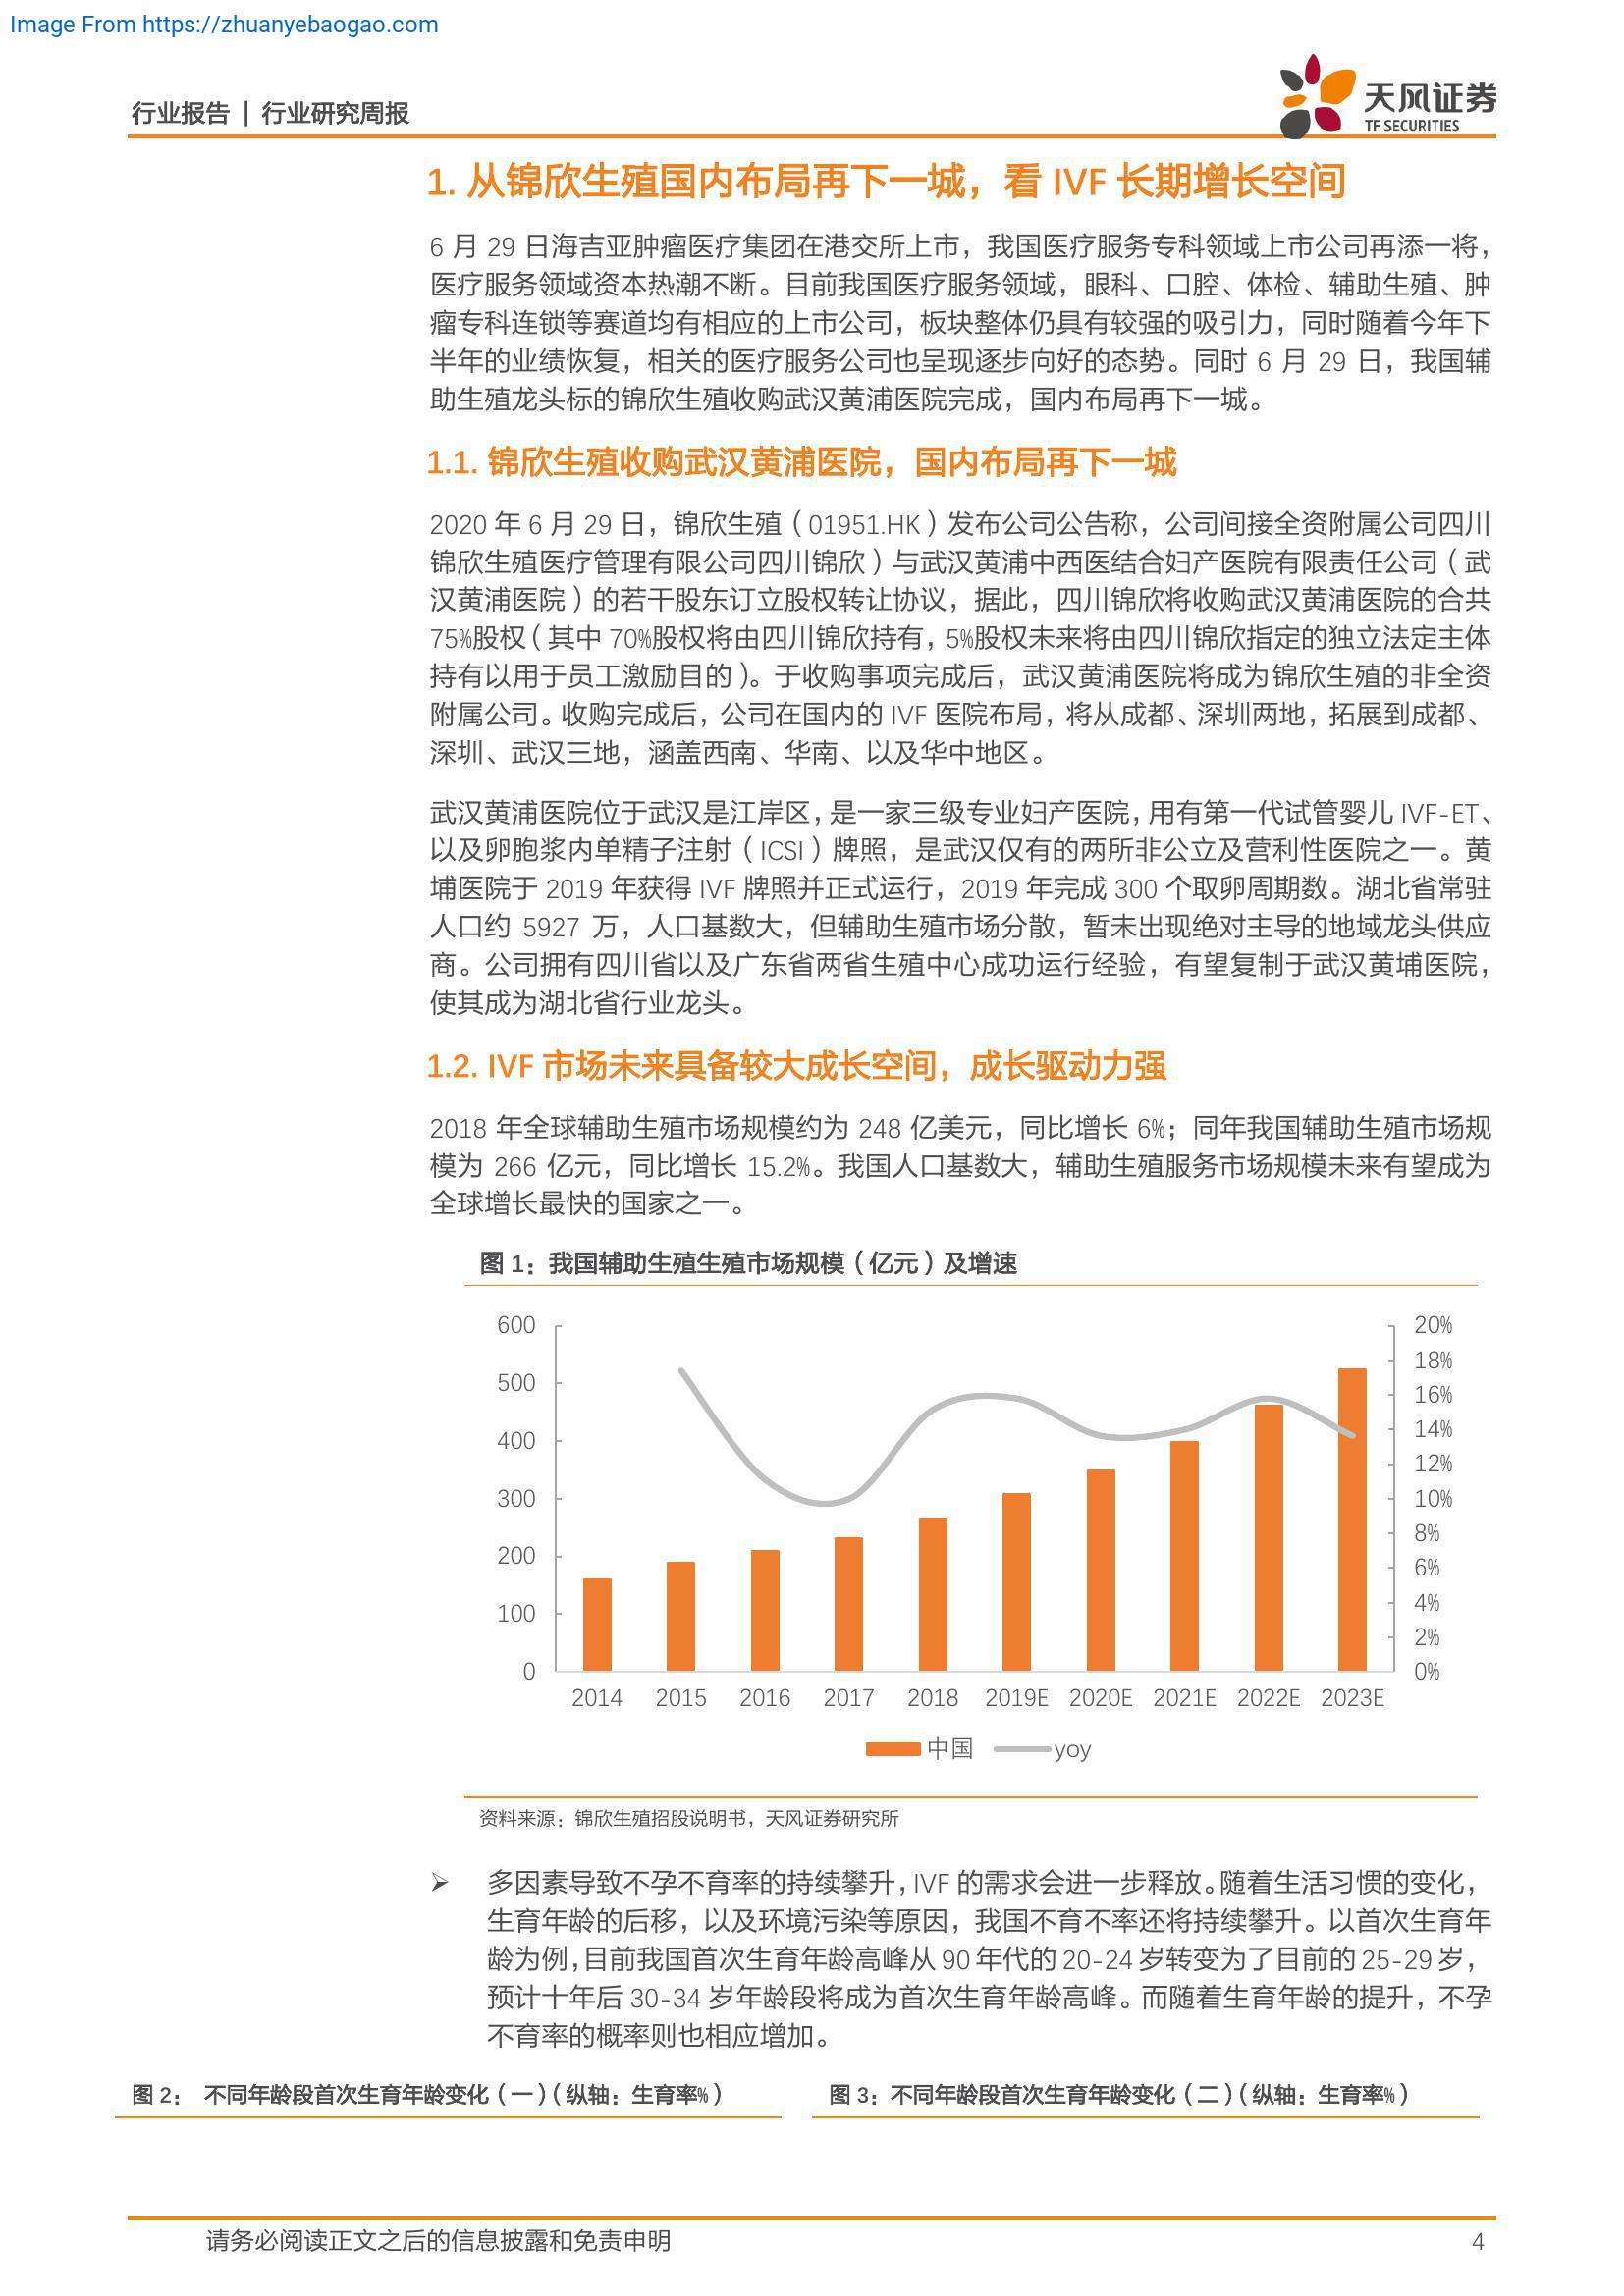 Image From https://zhuanyebaogao.com
行业报告 | 行业研究周报
天风证券
TF SECURITIES
1. 从锦欣生殖国内布局再下一城，看 IVF 长期增长空间
6 月 29 日海吉亚肿瘤医疗集团在港交所上市，我国医疗服务专科领域上市公司再添一将，
医疗服务领域资本热潮不断。目前我国医疗服务领域，眼科、口腔、体检、辅助生殖、肿
瘤专科连锁等赛道均有相应的上市公司，板块整体仍具有较强的吸引力，同时随着今年下
半年的业绩恢复，相关的医疗服务公司也呈现逐步向好的态势。同时 6 月 29 日，我国辅
助生殖龙头标的锦欣生殖收购武汉黄浦医院完成，国内布局再下一城。
1.1. 锦欣生殖收购武汉黄浦医院，国内布局再下一城
2020 年 6 月 29 日，锦欣生殖（01951.HK）发布公司公告称，公司间接全资附属公司四川
锦欣生殖医疗管理有限公司四川锦欣）与武汉黄浦中西医结合妇产医院有限责任公司（武
汉黄浦医院）的若干股东订立股权转让协议，据此，四川锦欣将收购武汉黄浦医院的合共
75%股权（其中 70%股权将由四川锦欣持有，5%股权未来将由四川锦欣指定的独立法定主体
持有以用于员工激励目的）。于收购事项完成后，武汉黄浦医院将成为锦欣生殖的非全资
附属公司。收购完成后，公司在国内的 IVF 医院布局，将从成都、深圳两地，拓展到成都、
深圳、武汉三地，涵盖西南、华南、以及华中地区。
武汉黄浦医院位于武汉是江岸区，是一家三级专业妇产医院，用有第一代试管婴儿 IVF-ET、
以及卵胞浆内单精子注射（ICSI）牌照，是武汉仅有的两所非公立及营利性医院之一。黄
埔医院于 2019 年获得 IVF 牌照并正式运行，2019 年完成 300 个取卵周期数。湖北省常驻
人口约 5927 万，人口基数大，但辅助生殖市场分散，暂未出现绝对主导的地域龙头供应
商。公司拥有四川省以及广东省两省生殖中心成功运行经验，有望复制于武汉黄埔医院，
使其成为湖北省行业龙头。
1.2. IVF 市场未来具备较大成长空间，成长驱动力强
2018 年全球辅助生殖市场规模约为 248 亿美元，同比增长 6%；同年我国辅助生殖市场规
模为 266 亿元，同比增长 15.2%。我国人口基数大，辅助生殖服务市场规模未来有望成为
全球增长最快的国家之一。
图 1：我国辅助生殖生殖市场规模（亿元）及增速
600 20%
18%
500
16%
400 14%
12%
300 10%
8%
200
6%
100 4%
2%
0 0%
2014 2015 2016 2017 2018 2019E 2020E 2021E 2022E 2023E
中国 yoy
资料来源：锦欣生殖招股说明书，天风证券研究所
➢ 多因素导致不孕不育率的持续攀升，IVF 的需求会进一步释放。随着生活习惯的变化，
生育年龄的后移，以及环境污染等原因，我国不育不率还将持续攀升。以首次生育年
龄为例，目前我国首次生育年龄高峰从 90 年代的 20-24 岁转变为了目前的 25-29 岁，
预计十年后 30-34 岁年龄段将成为首次生育年龄高峰。而随着生育年龄的提升，不孕
不育率的概率则也相应增加。
图 2： 不同年龄段首次生育年龄变化（一）（纵轴：生育率%）
图 3：不同年龄段首次生育年龄变化（二）（纵轴：生育率%）
请务必阅读正文之后的信息披露和免责申明 4